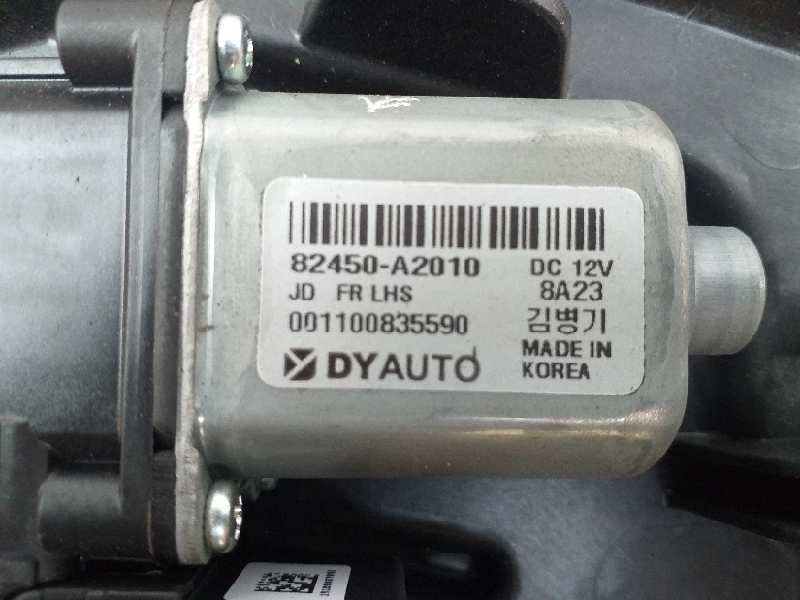 82450-A2010 DC 12V
JD FR LHS 8A23
001100835590 김병기
DYAUTO MADE IN
KOREA